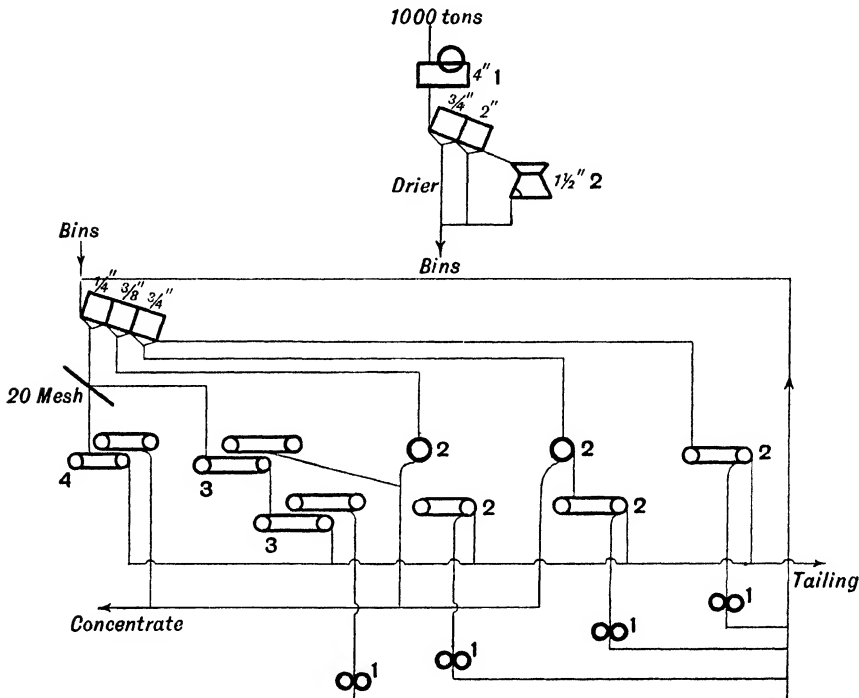 1000 tons
4" 1
3/4" 2"
Drier
1½" 2
Bins
Bins
1/4" 3/8" 3/4"
20 Mesh
2
2
2
4
3
2
2
3
Tailing
1
Concentrate
1
1
1